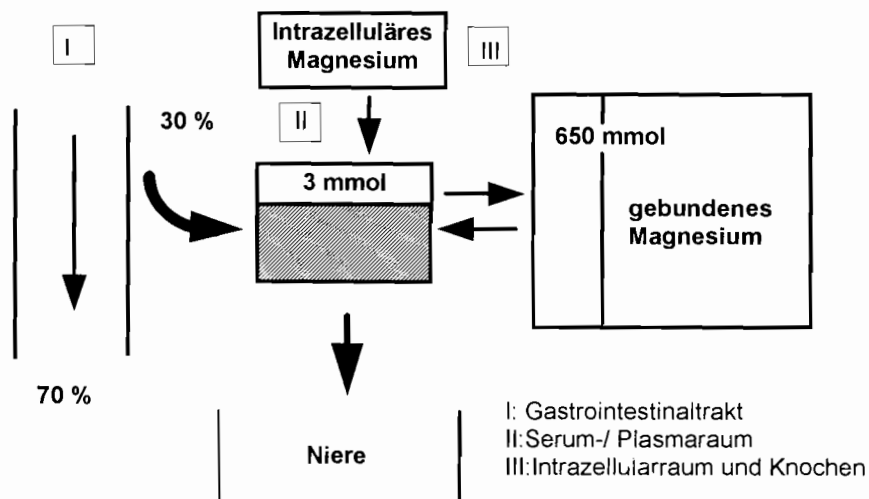 I
Intrazelluläres
Magnesium
III
30 %
II
650 mmol
3 mmol
gebundenes
Magnesium
70 %
Niere
I: Gastrointestinaltrakt
II:Serum-/ Plasmaraum
III:Intrazellularraum und Knochen